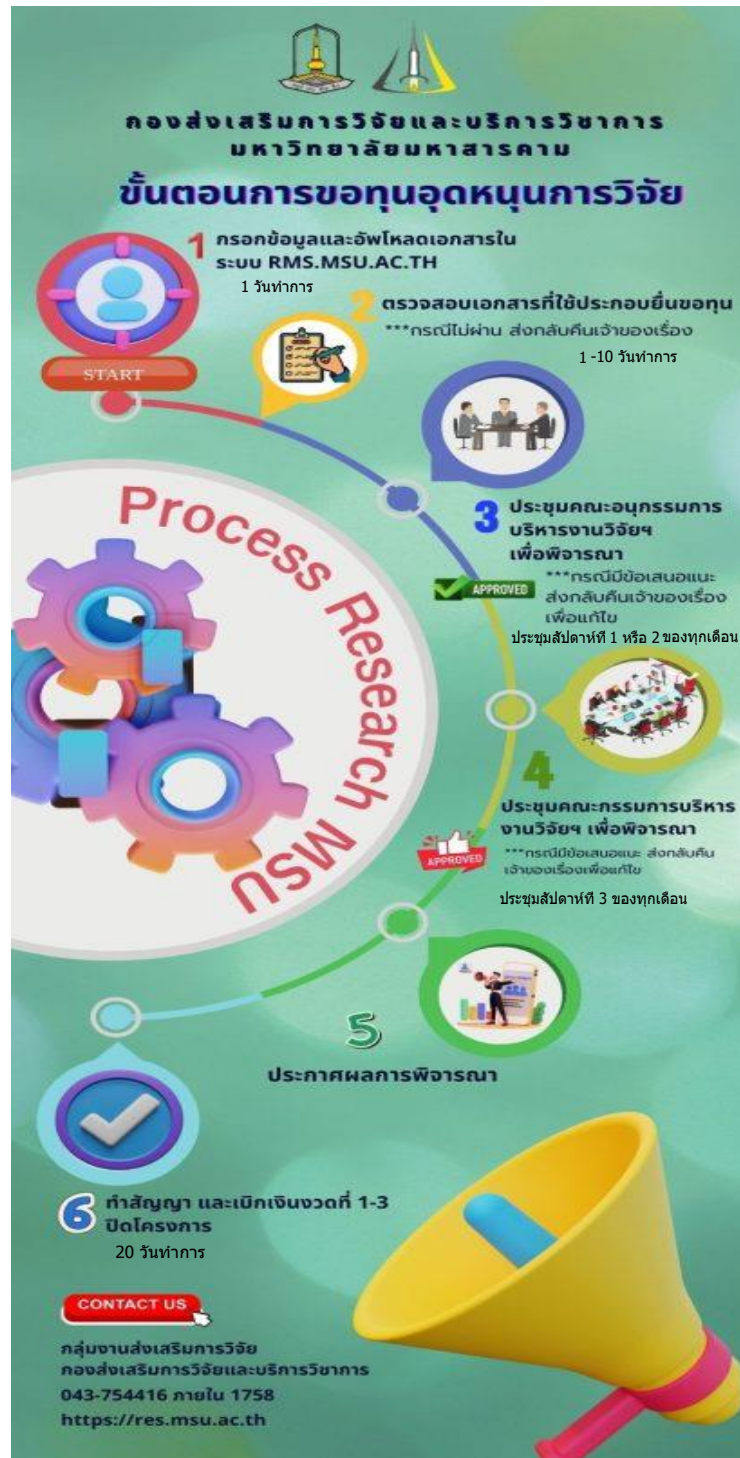 กองส่งเสริมการวิจัยและบริการวิชาการ
มหาวิทยาลัยมหาสารคาม
ขั้นตอนการขอทุนอุดหนุนการวิจัย
1 กรอกข้อมูลและอัพโหลดเอกสารใน
ระบบ RMS.MSU.AC.TH
1 วันทำการ
START
2 ตรวจสอบเอกสารที่ใช้ประกอบยื่นขอทุน
***กรณีไม่ผ่าน ส่งกลับคืนเจ้าของเรื่อง
1 -10 วันทำการ
Process Research MSU
3 ประชุมคณะอนุกรรมการ
บริหารงานวิจัยฯ
เพื่อพิจารณา
APPROVED
***กรณีมีข้อเสนอแนะ
ส่งกลับคืนเจ้าของเรื่อง
เพื่อแก้ไข
ประชุมสัปดาห์ที่ 1 หรือ 2 ของทุกเดือน
4
ประชุมคณะกรรมการบริหาร
งานวิจัยฯ เพื่อพิจารณา
APPROVED
***กรณีมีข้อเสนอแนะ ส่งกลับคืน
เจ้าของเรื่องเพื่อแก้ไข
ประชุมสัปดาห์ที่ 3 ของทุกเดือน
5
ประกาศผลการพิจารณา
6 ทำสัญญา และเบิกเงินงวดที่ 1-3
ปิดโครงการ
20 วันทำการ
CONTACT US
กลุ่มงานส่งเสริมการวิจัย
กองส่งเสริมการวิจัยและบริการวิชาการ
043-754416 ภายใน 1758
https://res.msu.ac.th